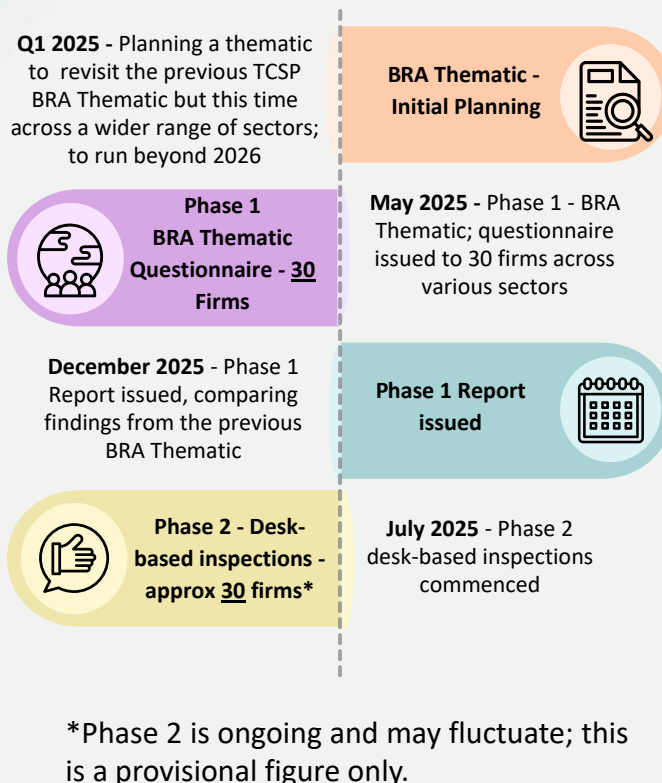 Q1 2025 - Planning a thematic
to revisit the previous TCSP
BRA Thematic but this time
across a wider range of sectors;
to run beyond 2026
BRA Thematic -
Initial Planning
Phase 1
BRA Thematic
Questionnaire - 30
Firms
May 2025 - Phase 1 - BRA
Thematic; questionnaire
issued to 30 firms across
various sectors
December 2025 - Phase 1
Report issued, comparing
findings from the previous
BRA Thematic
Phase 1 Report
issued
Phase 2 - Desk-
based inspections -
approx 30 firms*
July 2025 - Phase 2
desk-based inspections
commenced
*Phase 2 is ongoing and may fluctuate; this
is a provisional figure only.